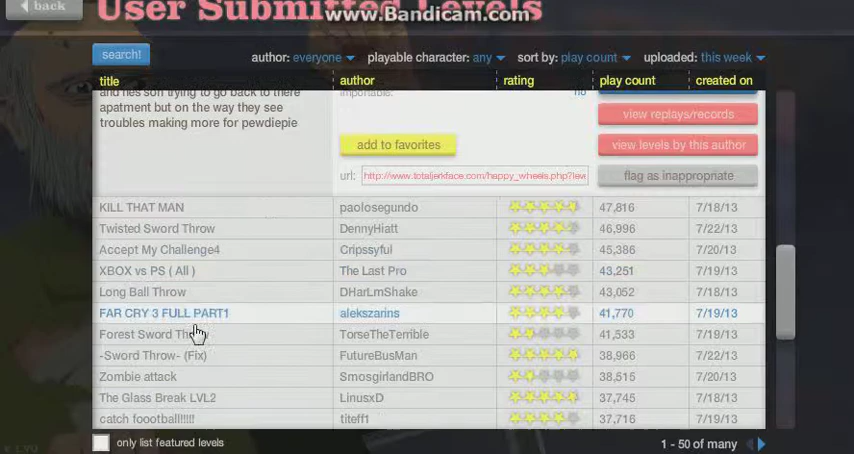 back
User Submitted Levels
www.Bandicam.com
search! author: everyone playable character: any sort by: play count uploaded: this week
title author rating play count created on
and hes son trying to go back to there
apatment but on the way they see
troubles making more for pewdiepie
importable: no
view replays/records
add to favorites view levels by this author
url: http://www.totaljerkface.com/happy_wheels.php?lev flag as inappropriate
KILL THAT MAN paolosegundo 47,816 7/18/13
Twisted Sword Throw DennyHiatt 46,996 7/22/13
Accept My Challenge4 Cripssyful 45,386 7/20/13
XBOX vs PS ( All ) The Last Pro 43,251 7/19/13
Long Ball Throw DHarLmShake 43,052 7/18/13
FAR CRY 3 FULL PART1 alekszarins 41,770 7/19/13
Forest Sword TorseTheTerrible 41,533 7/19/13
-Sword Throw- (Fix) FutureBusMan 38,966 7/22/13
Zombie attack SmosgirlandBRO 38,515 7/20/13
The Glass Break LVL2 LinusxD 37,745 7/18/13
catch foootball!!!!!! titeff1 37,716 7/19/13
only list featured levels 1 - 50 of many